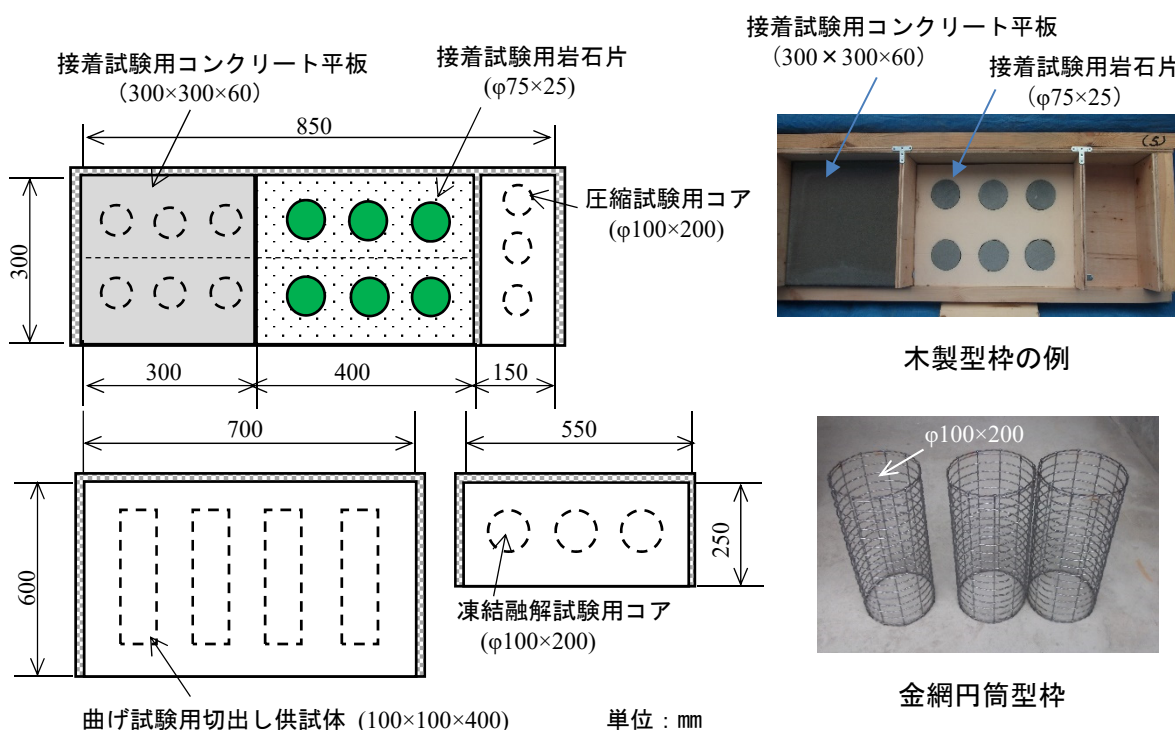 接着試験用コンクリート平板
（300×300×60）
接着試験用岩石片
(φ75×25)
850
300
圧縮試験用コア
(φ100×200)
300
400
150
接着試験用コンクリート平板
（300×300×60）
接着試験用岩石片
（φ75×25）
(5)
木製型枠の例
700
600
曲げ試験用切出し供試体 (100×100×400)
550
250
凍結融解試験用コア
(φ100×200)
単位：㎜
φ100×200
金網円筒型枠